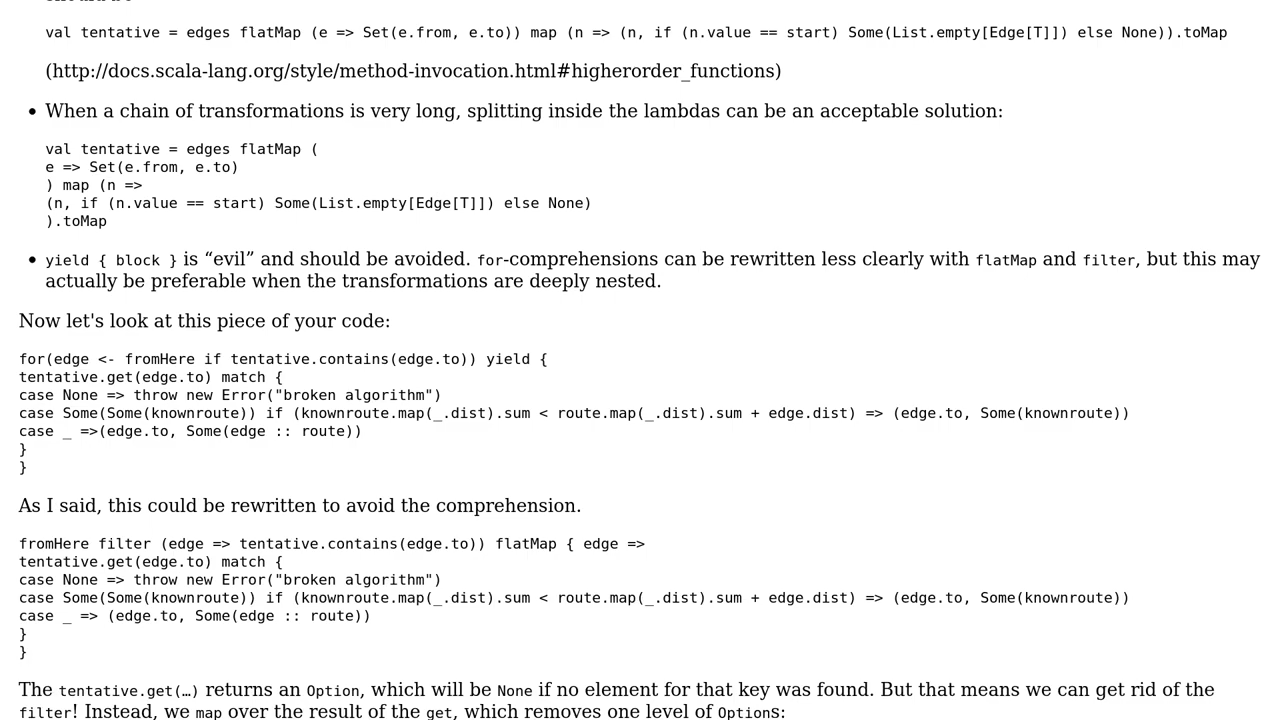 val tentative = edges flatMap (e => Set(e.from, e.to)) map (n => (n, if (n.value == start) Some(List.empty[Edge[T]]) else None)).toMap
(http://docs.scala-lang.org/style/method-invocation.html#higherorder_functions)
• When a chain of transformations is very long, splitting inside the lambdas can be an acceptable solution:
val tentative = edges flatMap (
e => Set(e.from, e.to)
) map (n =>
(n, if (n.value == start) Some(List.empty[Edge[T]]) else None)
).toMap
• yield { block } is “evil” and should be avoided. for-comprehensions can be rewritten less clearly with flatMap and filter, but this may
actually be preferable when the transformations are deeply nested.
Now let's look at this piece of your code:
for(edge <- fromHere if tentative.contains(edge.to)) yield {
tentative.get(edge.to) match {
case None => throw new Error("broken algorithm")
case Some(Some(knownroute)) if (knownroute.map(_.dist).sum < route.map(_.dist).sum + edge.dist) => (edge.to, Some(knownroute))
case _ =>(edge.to, Some(edge :: route))
}
}
As I said, this could be rewritten to avoid the comprehension.
fromHere filter (edge => tentative.contains(edge.to)) flatMap { edge =>
tentative.get(edge.to) match {
case None => throw new Error("broken algorithm")
case Some(Some(knownroute)) if (knownroute.map(_.dist).sum < route.map(_.dist).sum + edge.dist) => (edge.to, Some(knownroute))
case _ => (edge.to, Some(edge :: route))
}
}
The tentative.get(…) returns an Option, which will be None if no element for that key was found. But that means we can get rid of the
filter! Instead, we map over the result of the get, which removes one level of Options: